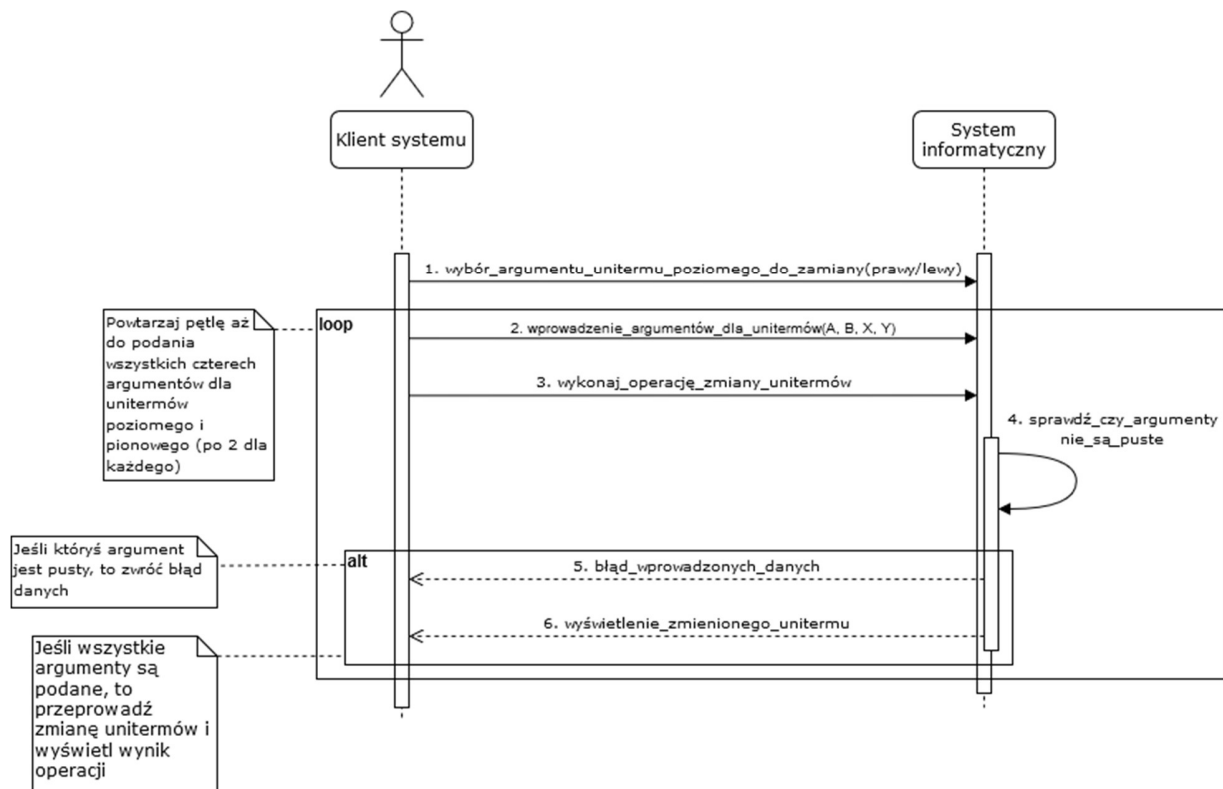 Klient systemu
System
informatyczny
1. wybór_argumentu_unitermu_poziomego_do_zamiany(prawy/lewy)
Powtarzaj pętlę aż
do podania
wszystkich czterech
argumentów dla
unitermów
poziomego i
pionowego (po 2 dla
każdego)
loop
2. wprowadzenie_argumentów_dla_unitermów(A, B, X, Y)
3. wykonaj_operację_zmiany_unitermów
4. sprawdź_czy_argumenty
nie_są_puste
Jeśli któryś argument
jest pusty, to zwróć błąd
danych
alt
5. błąd_wprowadzonych_danych
6. wyświetlenie_zmienionego_unitermu
Jeśli wszystkie
argumenty są
podane, to
przeprowadź
zmianę unitermów i
wyświetl wynik
operacji